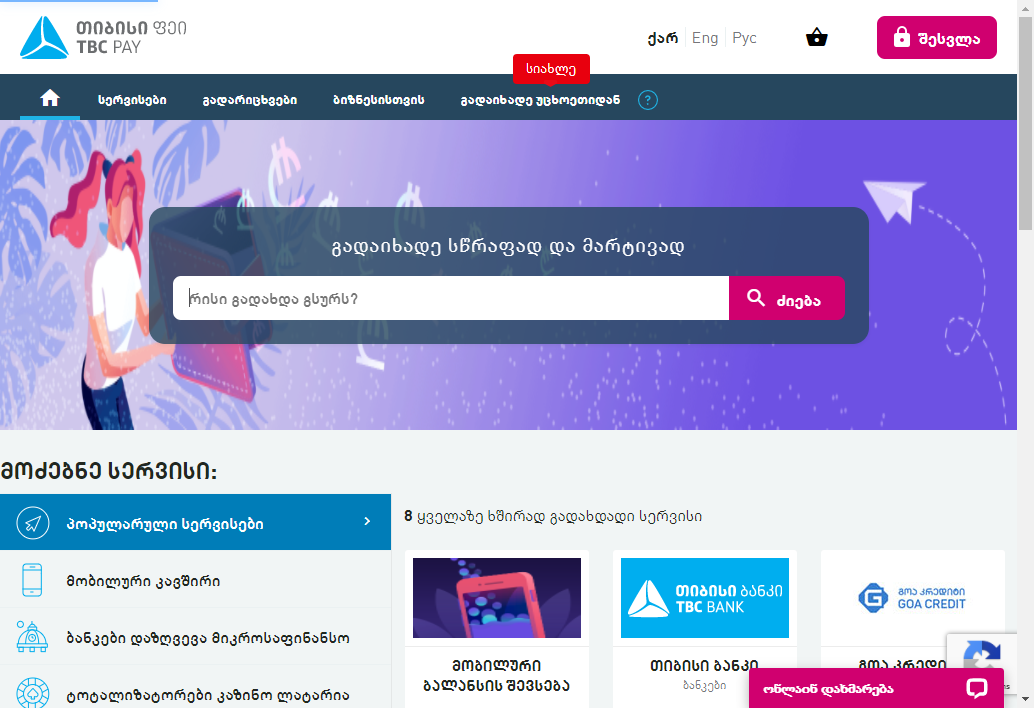 თიბისი ფეი
TBC PAY
ქარ Eng Рус
შესვლა
სიახლე
სერვისები გადარიცხვები ბიზნესისთვის გადაიხადე უცხოეთიდან ?
გადაიხადე სწრაფად და მარტივად
რისი გადახდა გსურს?
ძიება
მოძებნე სერვისი:
პოპულარული სერვისები
მობილური კავშირი
ბანკები დაზღვევა მიკროსაფინანსო
ტოტალიზატორები კაზინო ლატარია
8 ყველაზე ხშირად გადახდადი სერვისი
მობილური
ბალანსის შევსება
თიბისი ბანკი
TBC BANK
თიბისი ბანკი
ბანკები
გოა კრედიტი
GOA CREDIT
გოა კრედი
ონლაინ დახმარება